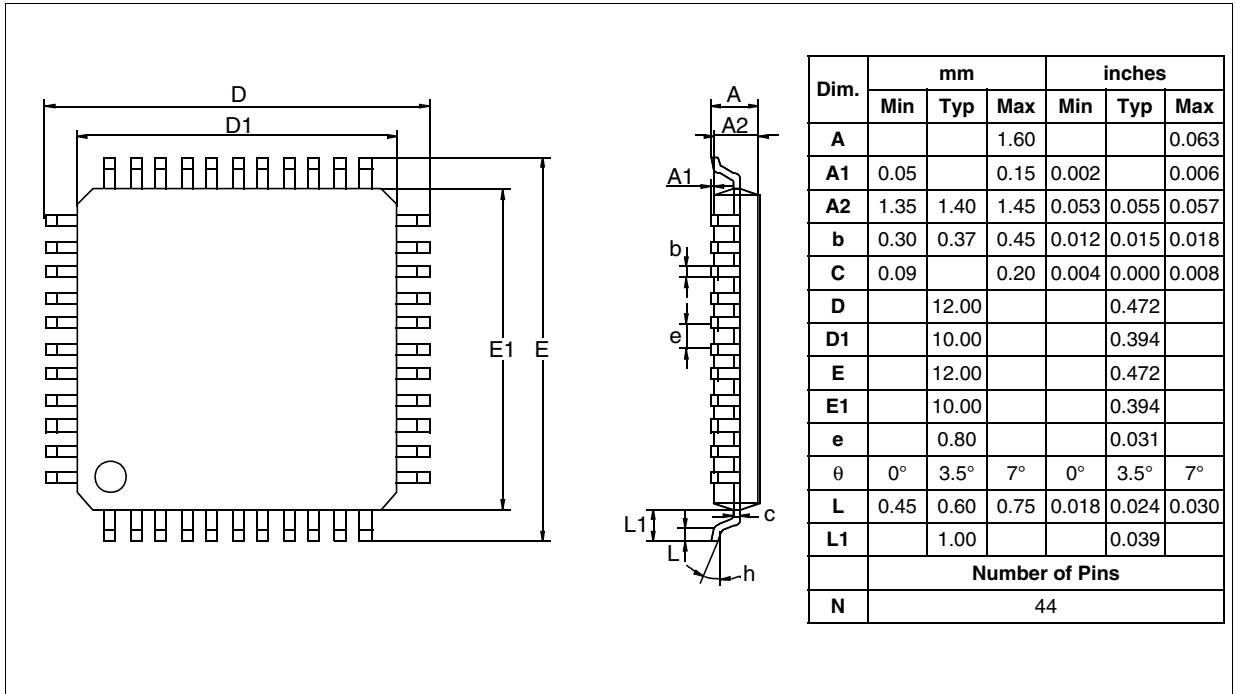 D
D1
E1
E
A
A2
A1
b
e
L1
L
c
h
Dim. mm inches
Min Typ Max Min Typ Max
A 1.60 0.063
A1 0.05 0.15 0.002 0.006
A2 1.35 1.40 1.45 0.053 0.055 0.057
b 0.30 0.37 0.45 0.012 0.015 0.018
C 0.09 0.20 0.004 0.000 0.008
D 12.00 0.472
D1 10.00 0.394
E 12.00 0.472
E1 10.00 0.394
e 0.80 0.031
θ 0° 3.5° 7° 0° 3.5° 7°
L 0.45 0.60 0.75 0.018 0.024 0.030
L1 1.00 0.039
Number of Pins
N 44